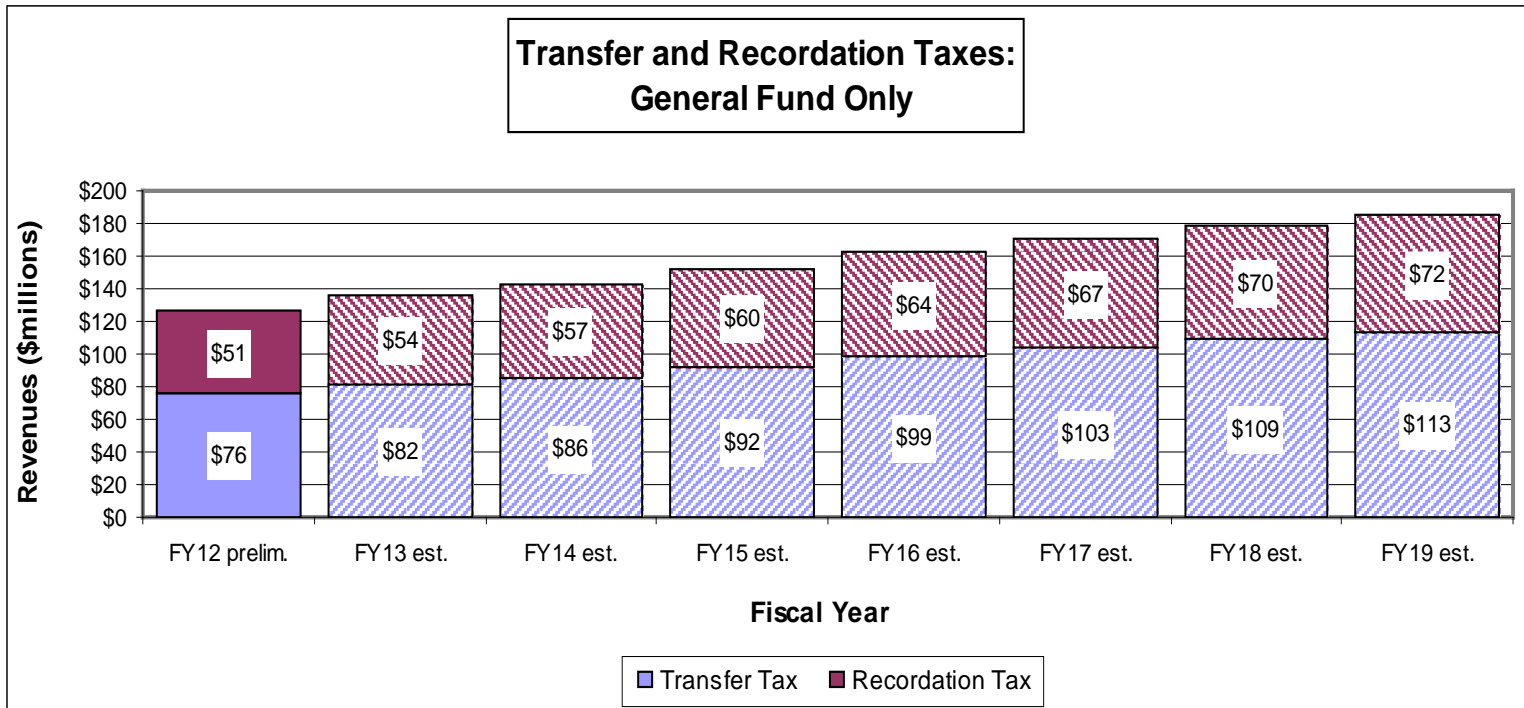 Transfer and Recordation Taxes:
General Fund Only
Revenues ($millions)
$200
$180
$160
$140
$120
$100
$80
$60
$40
$20
$0
$51 $54 $57 $60 $64 $67 $70 $72
$76 $82 $86 $92 $99 $103 $109 $113
FY12 prelim. FY13 est. FY14 est. FY15 est. FY16 est. FY17 est. FY18 est. FY19 est.
Fiscal Year
Transfer Tax Recordation Tax